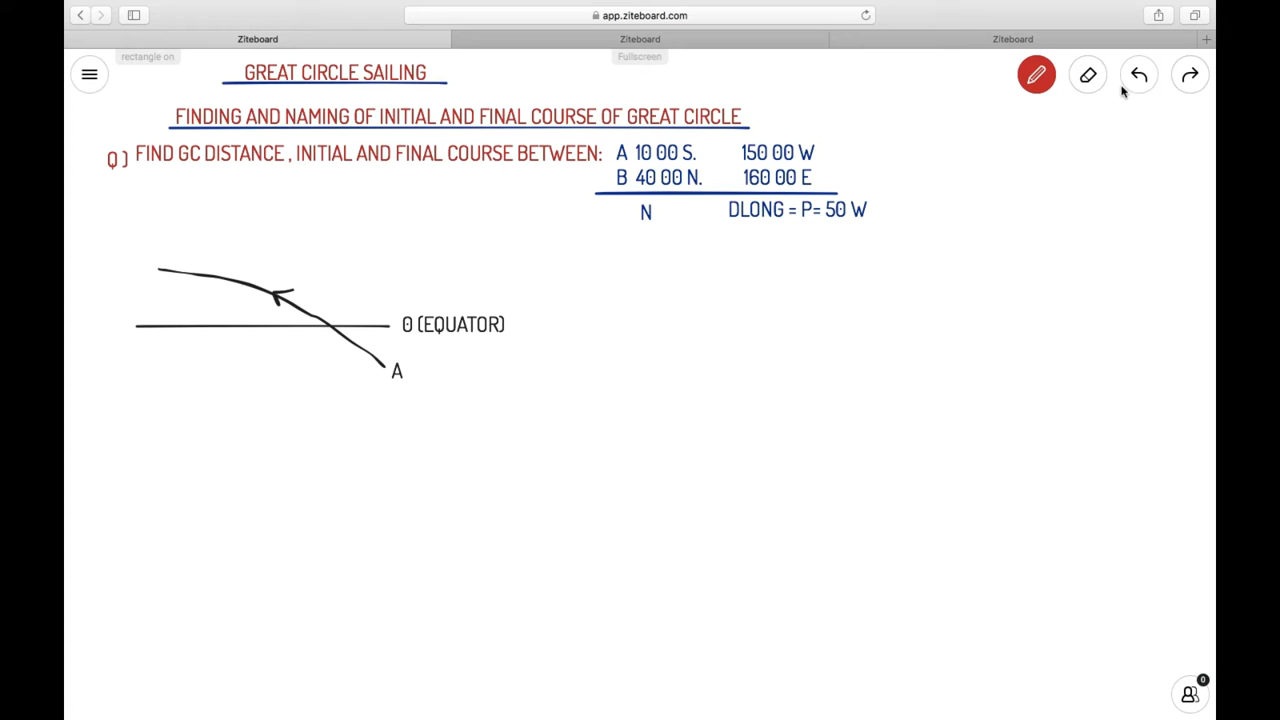 app.ziteboard.com
Ziteboard Ziteboard Ziteboard +
rectangle on Fullscreen
GREAT CIRCLE SAILING
FINDING AND NAMING OF INITIAL AND FINAL COURSE OF GREAT CIRCLE
Q ) FIND GC DISTANCE , INITIAL AND FINAL COURSE BETWEEN: A 10 00 S. 150 00 W
B 40 00 N. 160 00 E
N DLONG = P= 50 W
0 (EQUATOR)
A
0